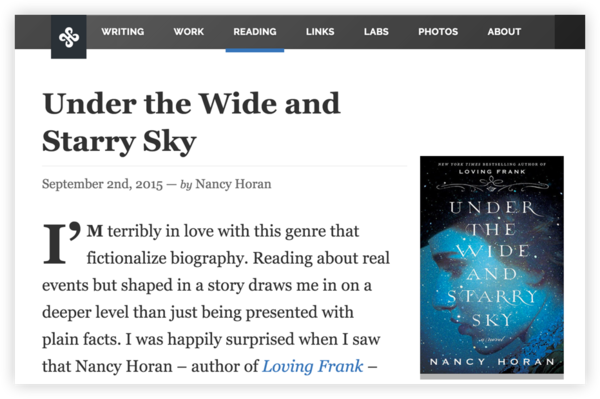 WRITING WORK READING LINKS LABS PHOTOS ABOUT
Under the Wide and
Starry Sky
September 2nd, 2015 — by Nancy Horan
I’M terribly in love with this genre that
fictionalize biography. Reading about real
events but shaped in a story draws me in on a
deeper level than just being presented with
plain facts. I was happily surprised when I saw
that Nancy Horan – author of Loving Frank –
NEW YORK TIMES BESTSELLING AUTHOR OF
LOVING FRANK
UNDER
THE
WIDE
AND
STARRY
SKY
a novel
NANCY HORAN